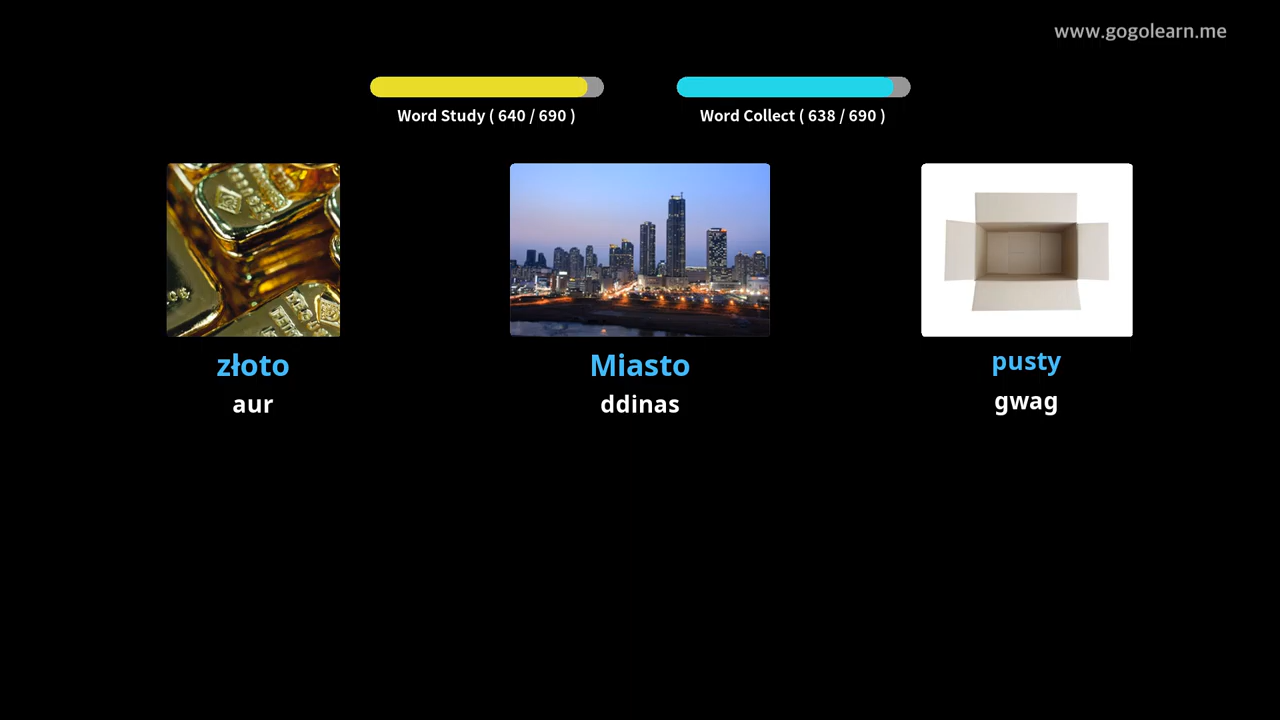 www.gogolearn.me
Word Study ( 640 / 690 )
Word Collect ( 638 / 690 )
złoto
Miasto
pusty
aur
ddinas
gwag